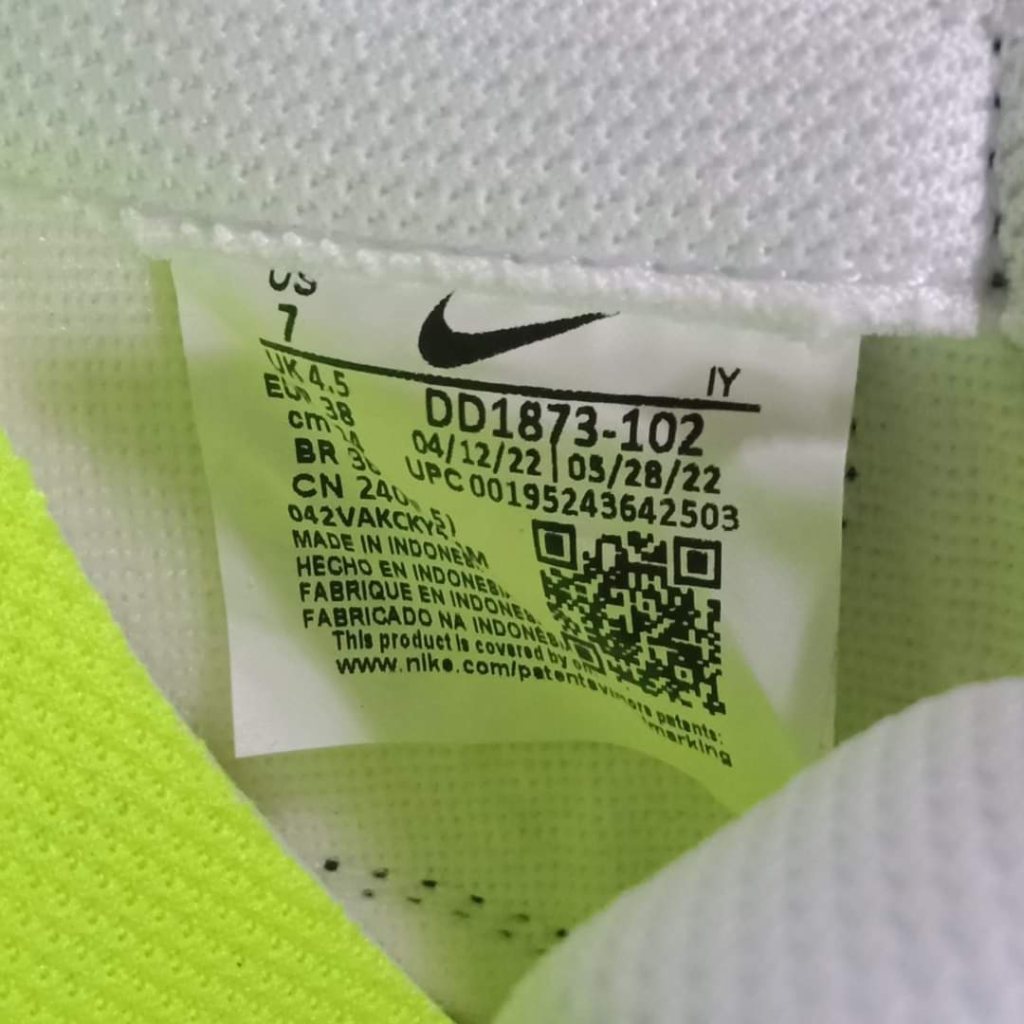 US
7
IY
UK 4.5
EUR 38
cm
BR
CN 240
DD1873-102
04/12/22 | 05/28/22
UPC 00195243642503
MADE IN
HECHO EN
FABRIQUE EN
FABRICADO NA
This product is covered by
www.nike.com/
patents:
marking